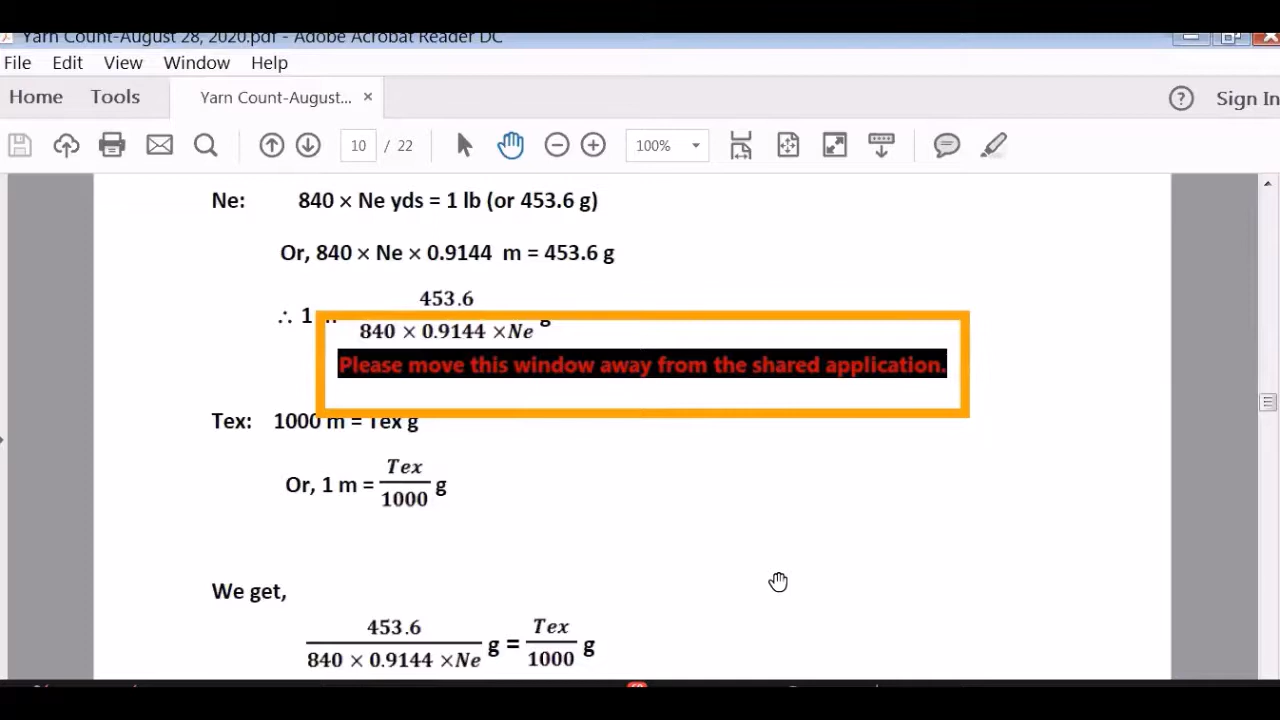 Yarn Count-August 28, 2020.pdf - Adobe Acrobat Reader DC
File Edit View Window Help
Home Tools Yarn Count-August... × ? Sign In
10 / 22 100%
Ne: 840 × Ne yds = 1 lb (or 453.6 g)
Or, 840 × Ne × 0.9144 m = 453.6 g
453.6
∴ 1 g
840 × 0.9144 ×Ne
Please move this window away from the shared application.
Tex: 1000 m = Tex g
Tex
Or, 1 m = g
1000
We get,
453.6 Tex
g = g
840 × 0.9144 ×Ne 1000